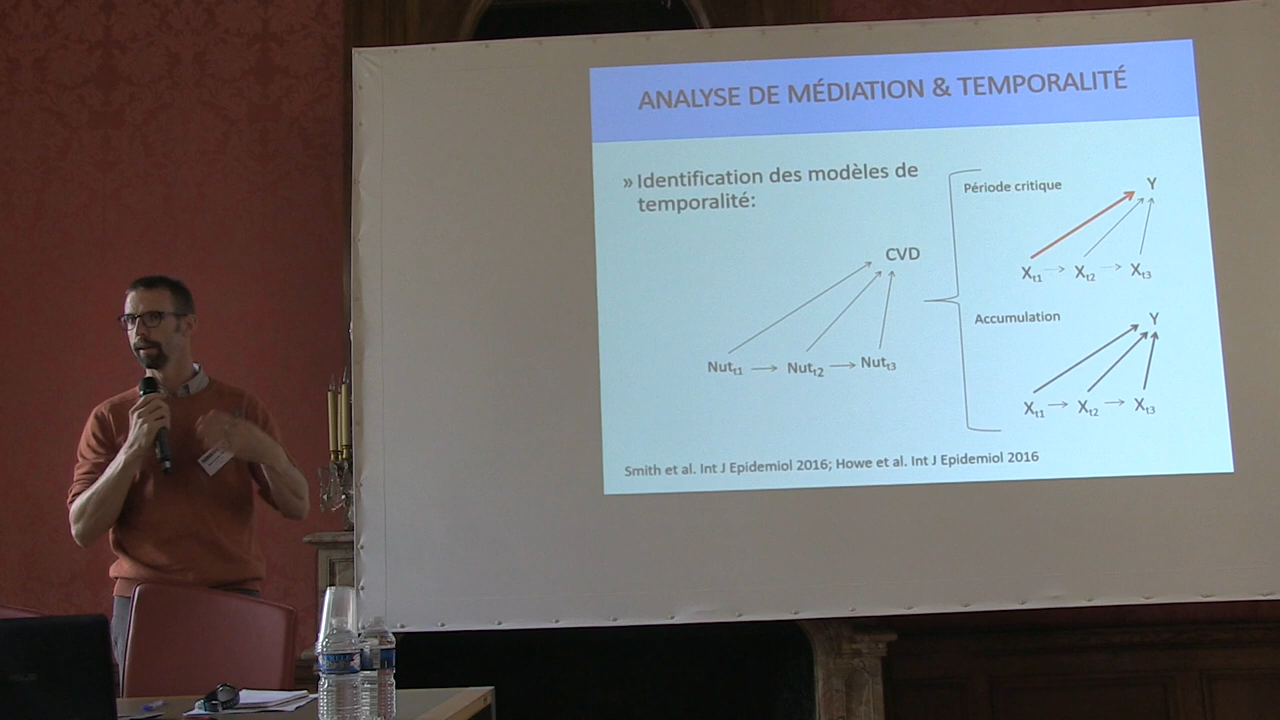 ANALYSE DE MÉDIATION & TEMPORALITÉ
» Identification des modèles de
temporalité:
CVD
Nutt1 → Nutt2 → Nutt3
Période critique
Y
Xt1 → Xt2 → Xt3
Accumulation
Y
Xt1 → Xt2 → Xt3
Smith et al. Int J Epidemiol 2016; Howe et al. Int J Epidemiol 2016